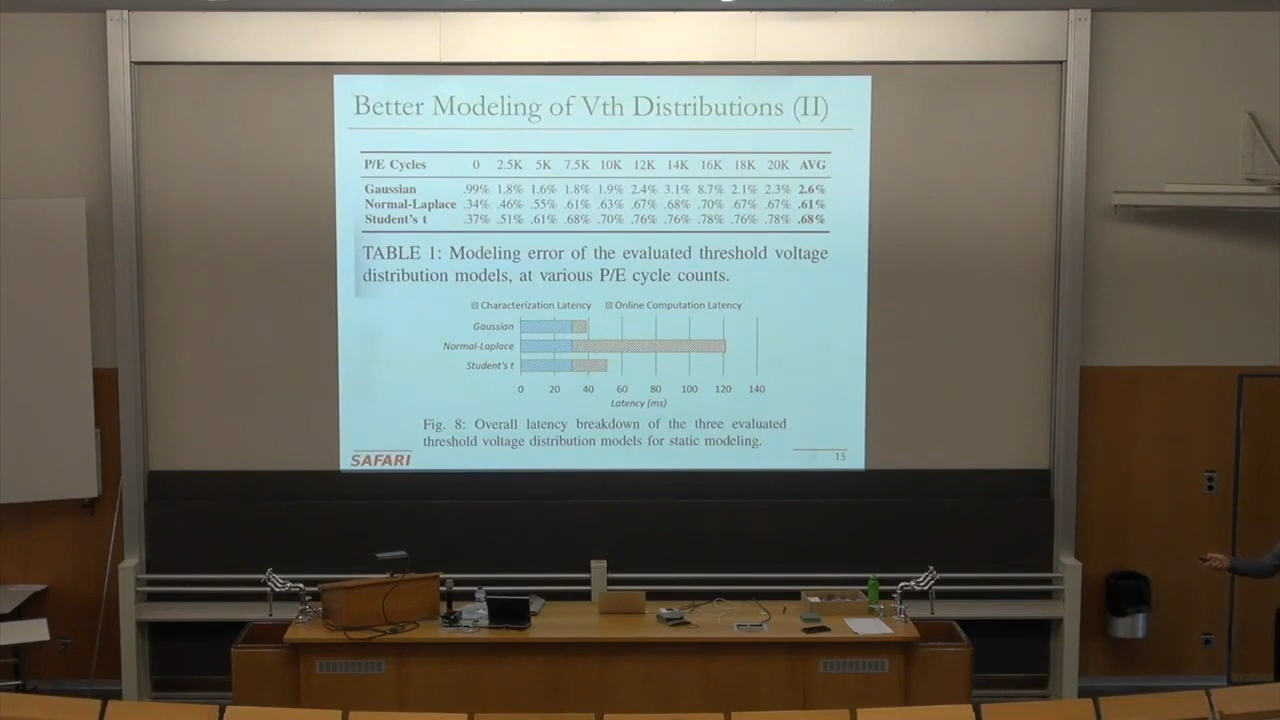 Better Modeling of Vth Distributions (II)
P/E Cycles 0 2.5K 5K 7.5K 10K 12K 14K 16K 18K 20K AVG
Gaussian .99% 1.8% 1.6% 1.8% 1.9% 2.4% 3.1% 8.7% 2.1% 2.3% 2.6%
Normal-Laplace .34% .46% .55% .61% .63% .67% .68% .70% .67% .67% .61%
Student's t .37% .51% .61% .68% .70% .76% .76% .78% .76% .78% .68%
TABLE 1: Modeling error of the evaluated threshold voltage
distribution models, at various P/E cycle counts.
Characterization Latency Online Computation Latency
Gaussian
Normal-Laplace
Student's t
0 20 40 60 80 100 120 140
Latency (ms)
Fig. 8: Overall latency breakdown of the three evaluated
threshold voltage distribution models for static modeling.
SAFARI
15